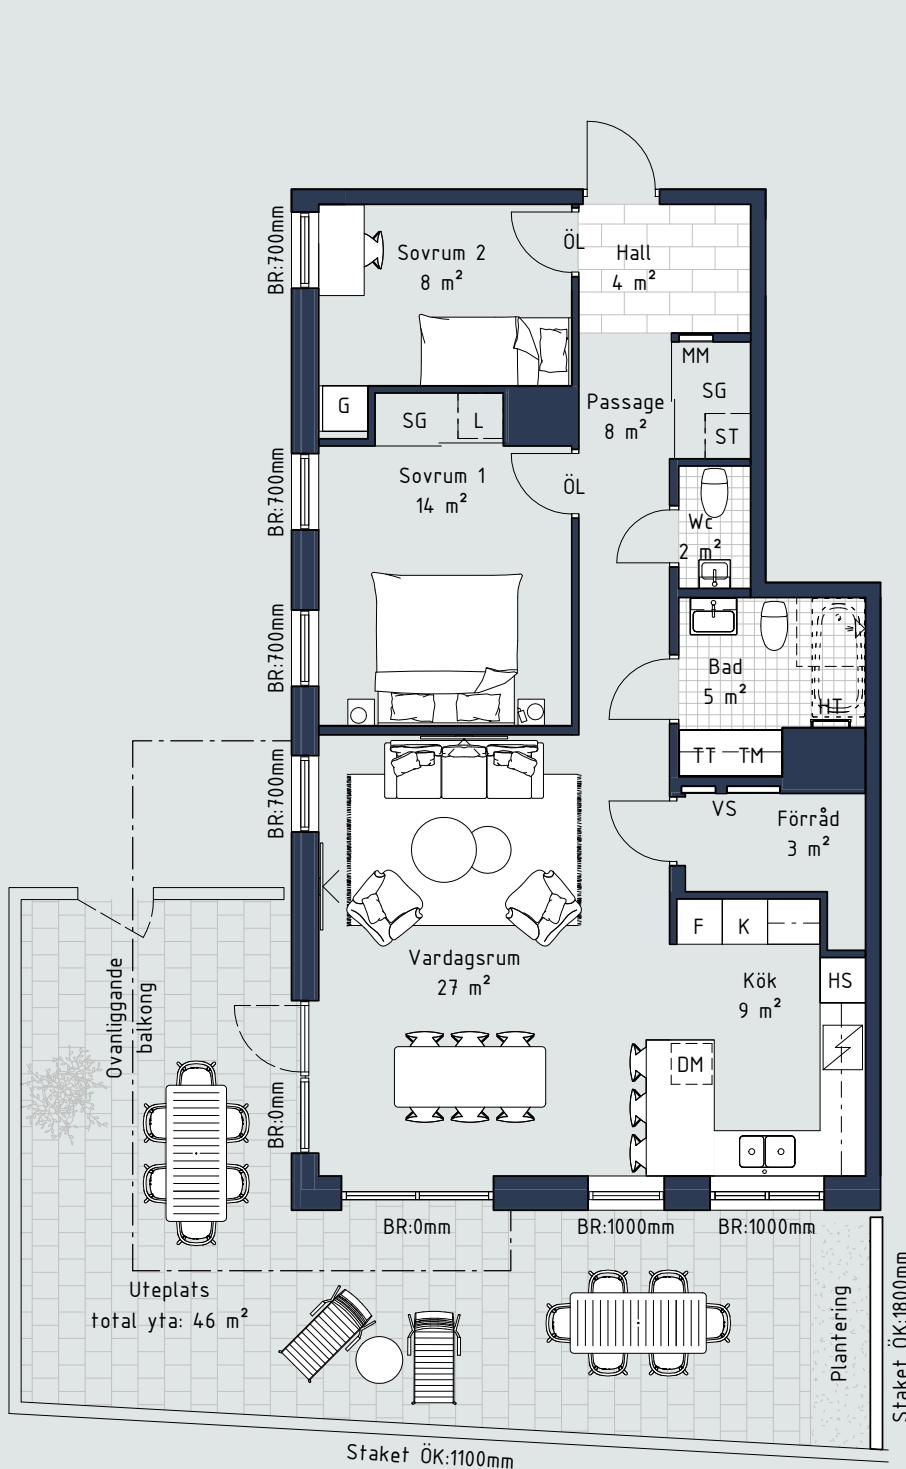 BR:700mm
Sovrum 2
8 m²
ÖL
Hall
4 m²
MM
SG
ST
Passage
8 m²
G
SG
L
BR:700mm
Sovrum 1
14 m²
ÖL
Wc
2 m²
BR:700mm
Bad
5 m²
HT
TT
TM
BR:700mm
VS
Förråd
3 m²
F
K
Vardagsrum
27 m²
Kök
9 m²
HS
Ovanliggande
balkong
DM
BR:0mm
BR:0mm
BR:1000mm
BR:1000mm
Uteplats
total yta: 46 m²
Plantering
Staket ÖK:1800mm
Staket ÖK:1100mm